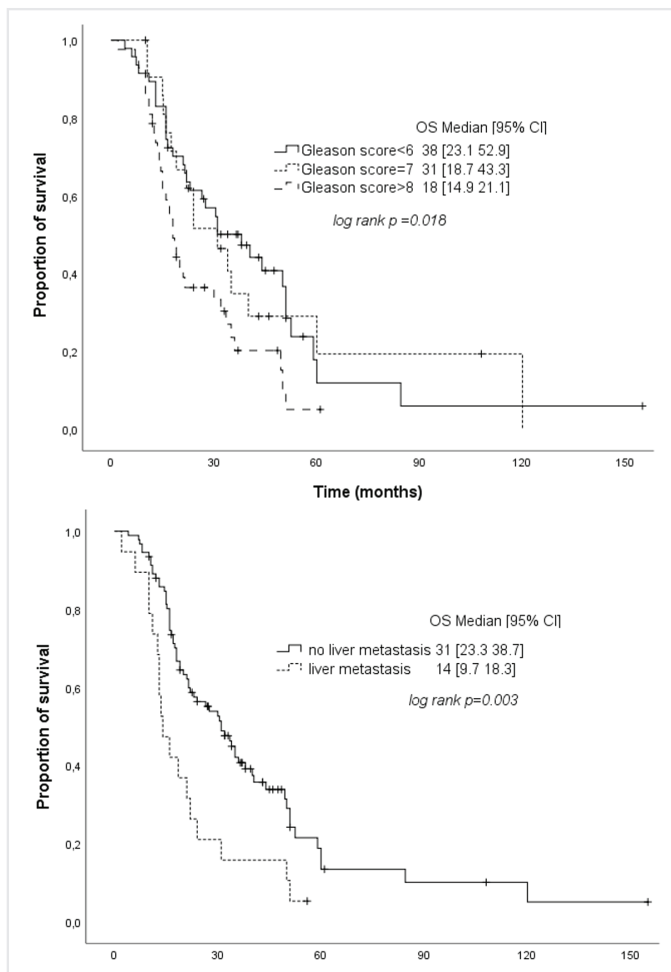 1,0
0,8
0,6
0,4
0,2
0,0
Proportion of survival
OS Median [95% CI]
Gleason score<6 38 [23.1 52.9]
Gleason score=7 31 [18.7 43.3]
Gleason score>8 18 [14.9 21.1]
log rank p =0.018
0 30 60 90 120 150
Time (months)
1,0
0,8
0,6
0,4
0,2
0,0
Proportion of survival
OS Median [95% CI]
no liver metastasis 31 [23.3 38.7]
liver metastasis 14 [9.7 18.3]
log rank p=0.003
0 30 60 90 120 150